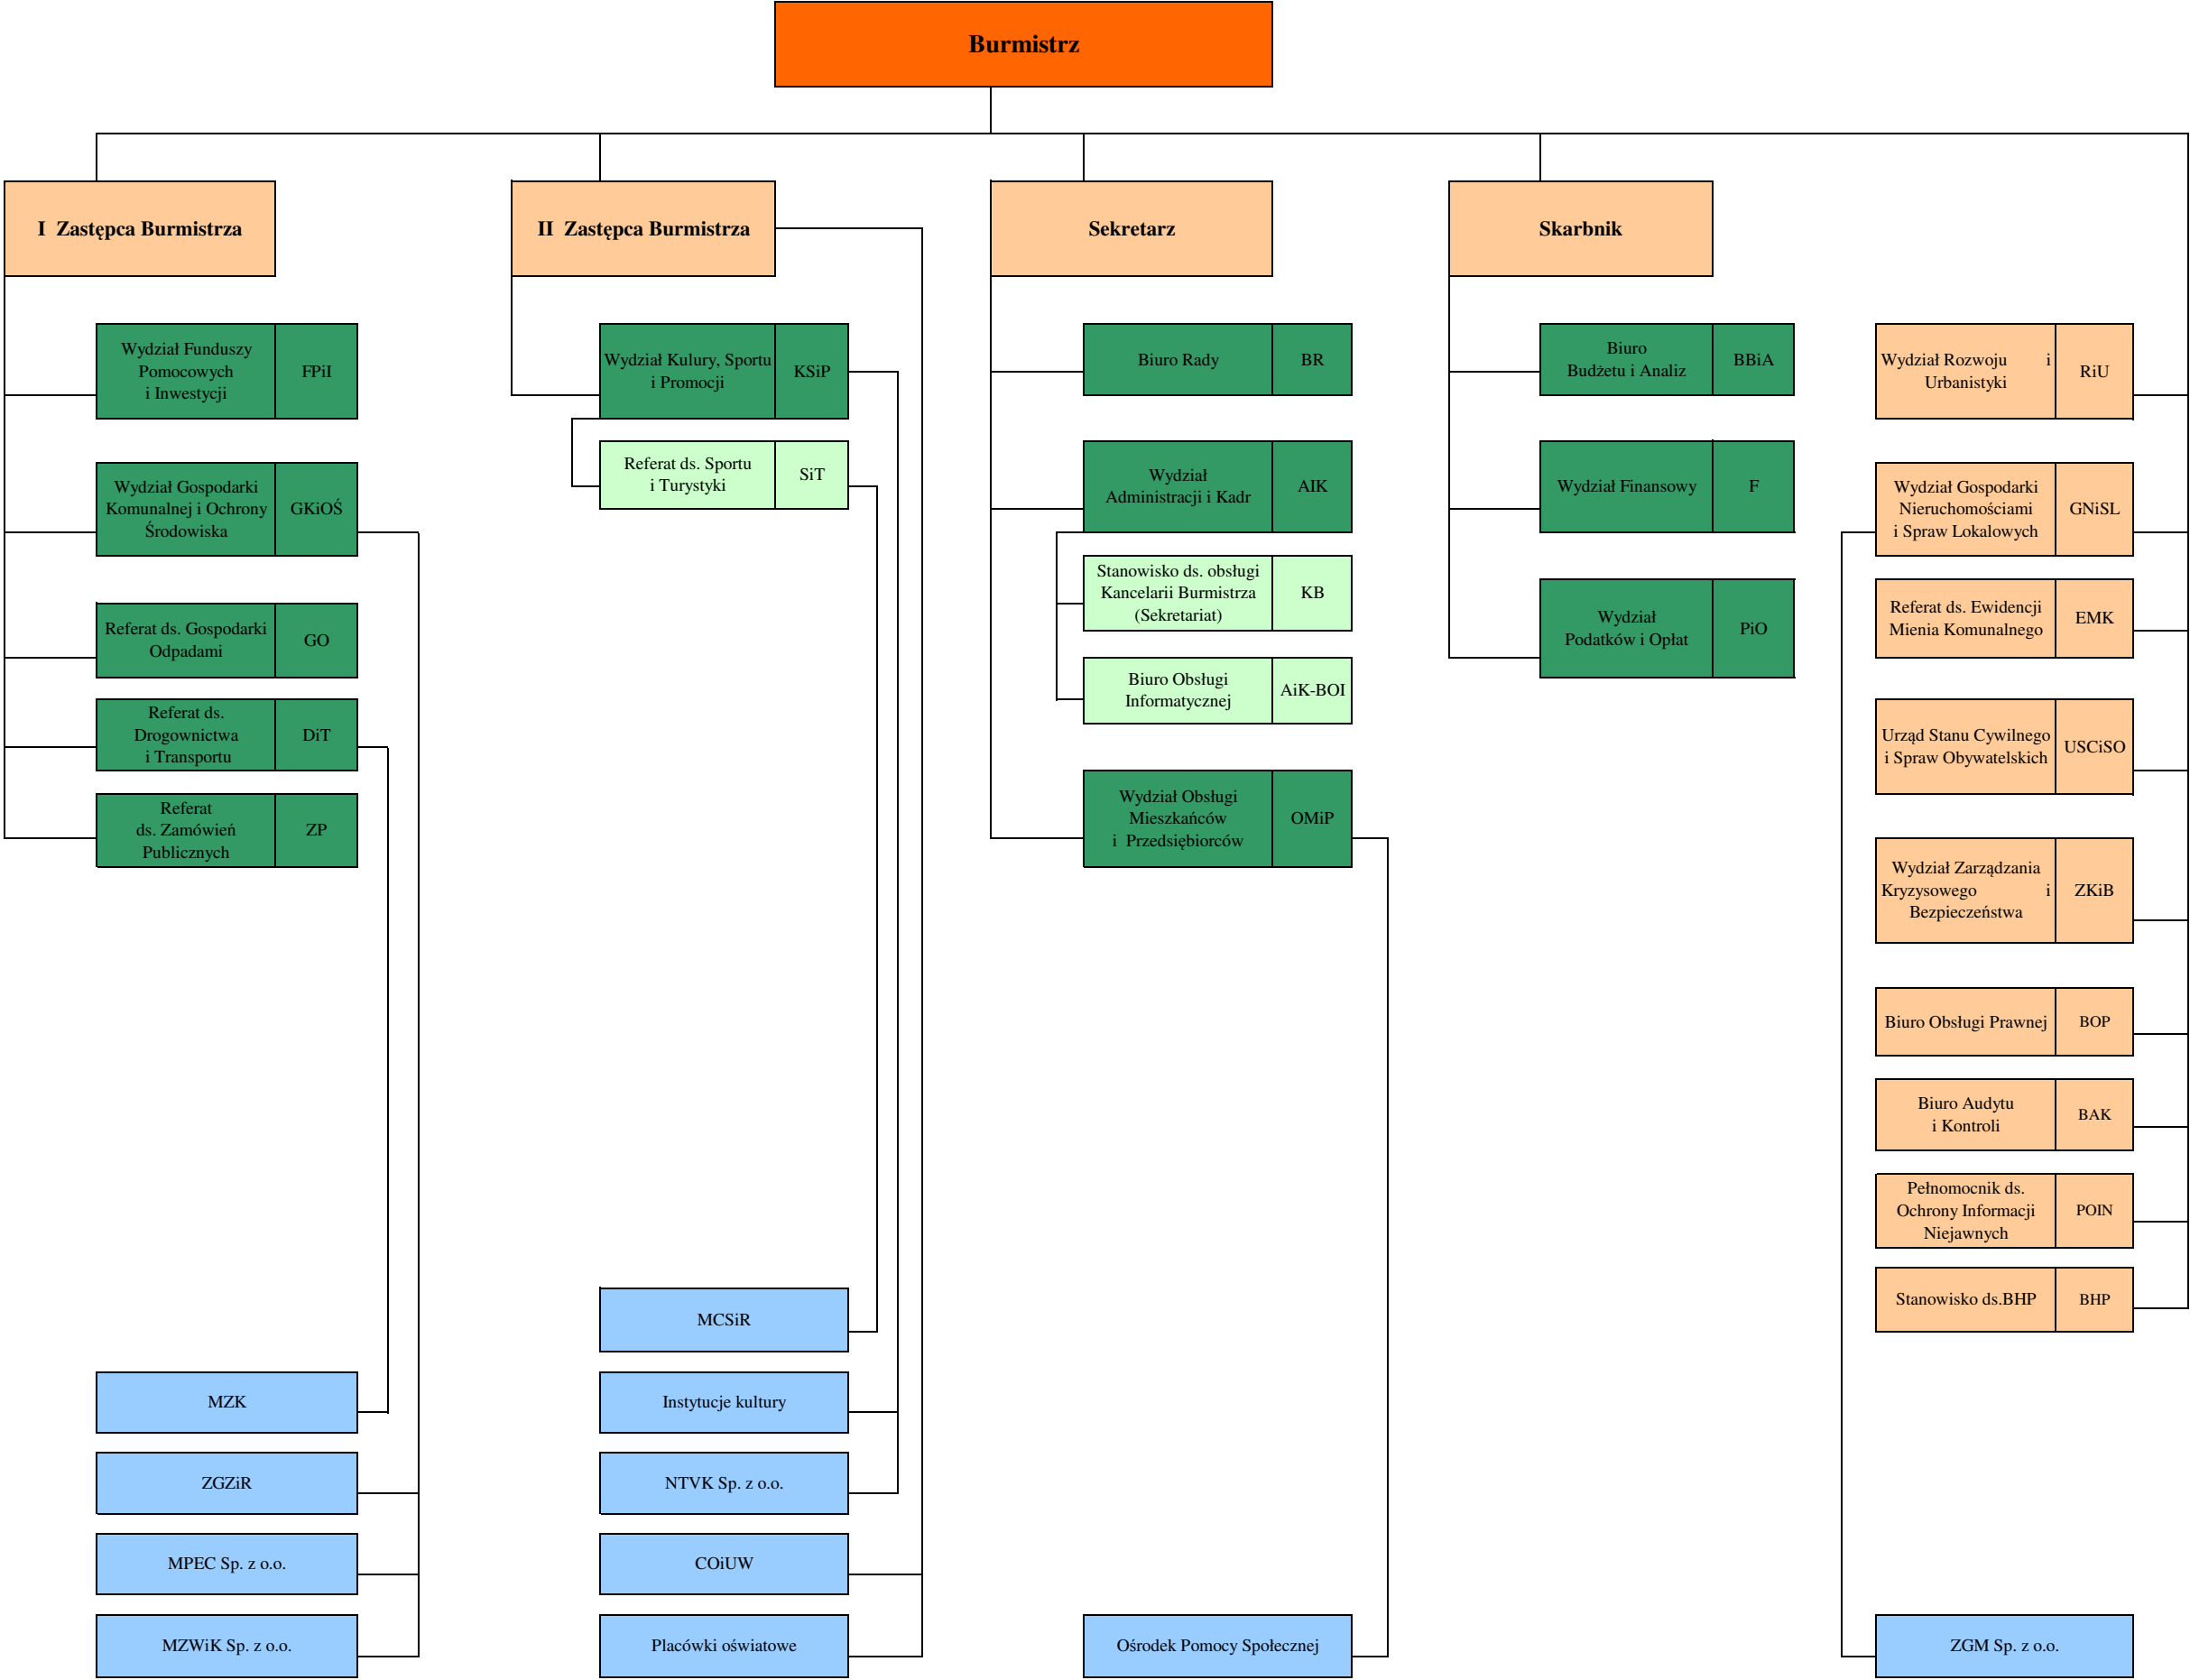 Burmistrz
I Zastępca Burmistrza
II Zastępca Burmistrza
Sekretarz
Skarbnik
Wydział Funduszy
Pomocowych
i Inwestycji
FPiI
Wydział Gospodarki
Komunalnej i Ochrony
Środowiska
GKiOŚ
Referat ds. Gospodarki
Odpadami
GO
Referat ds.
Drogownictwa
i Transportu
DiT
Referat
ds. Zamówień
Publicznych
ZP
MZK
ZGZiR
MPEC Sp. z o.o.
MZWiK Sp. z o.o.
Wydział Kulury, Sportu
i Promocji
KSiP
Referat ds. Sportu
i Turystyki
SiT
MCSiR
Instytucje kultury
NTVK Sp. z o.o.
COiUW
Placówki oświatowe
Biuro Rady
BR
Wydział
Administracji i Kadr
AIK
Stanowisko ds. obsługi
Kancelarii Burmistrza
(Sekretariat)
KB
Biuro Obsługi
Informatycznej
AiK-BOI
Wydział Obsługi
Mieszkańców
i Przedsiębiorców
OMiP
Ośrodek Pomocy Społecznej
Biuro
Budżetu i Analiz
BBiA
Wydział Finansowy
F
Wydział
Podatków i Opłat
PiO
Wydział Rozwoju i
Urbanistyki
RiU
Wydział Gospodarki
Nieruchomościami
i Spraw Lokalowych
GNiSL
Referat ds. Ewidencji
Mienia Komunalnego
EMK
Urząd Stanu Cywilnego
i Spraw Obywatelskich
USCiSO
Wydział Zarządzania
Kryzysowego i
Bezpieczeństwa
ZKiB
Biuro Obsługi Prawnej
BOP
Biuro Audytu
i Kontroli
BAK
Pełnomocnik ds.
Ochrony Informacji
Niejawnych
POIN
Stanowisko ds.BHP
BHP
ZGM Sp. z o.o.